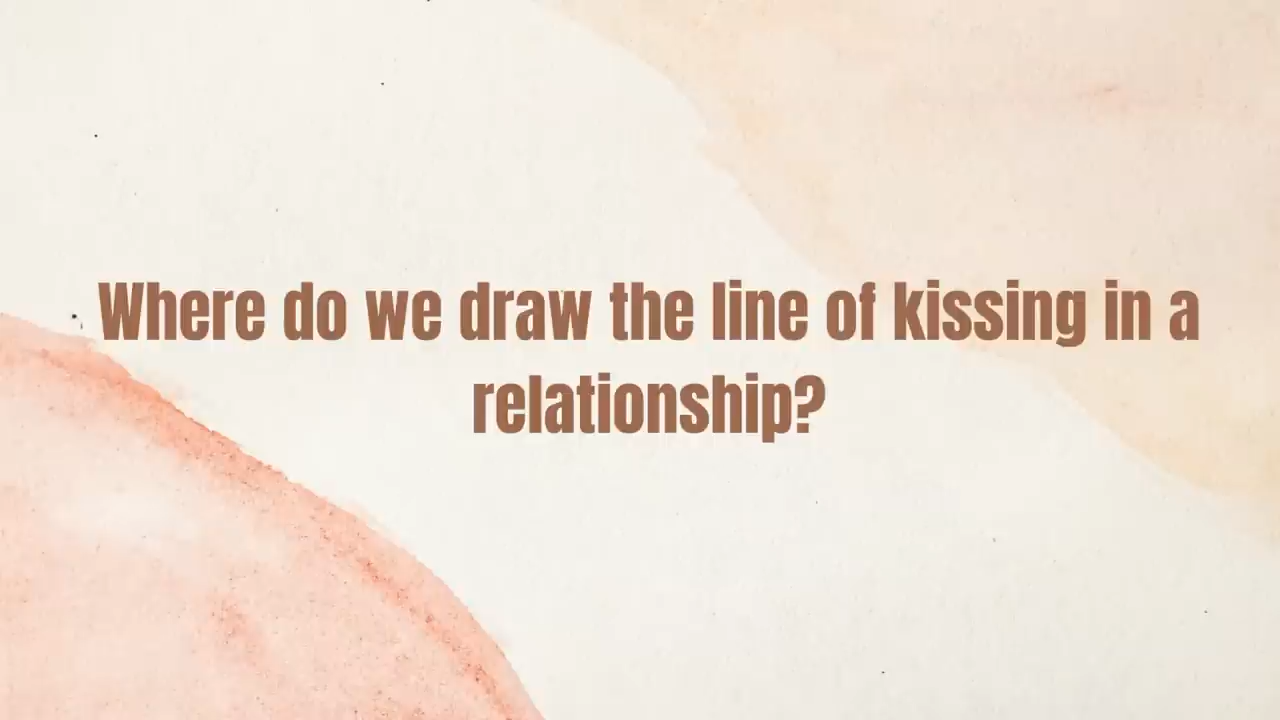 Where do we draw the line of kissing in a
relationship?